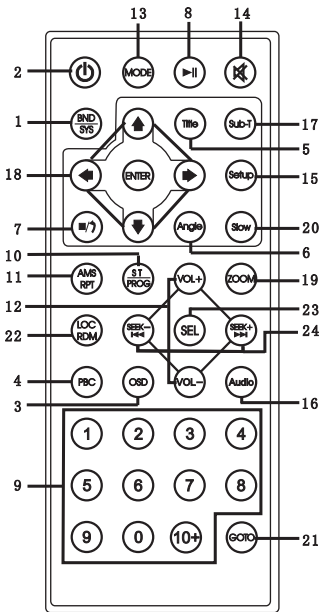 13 8 14
2 MODE
1 BND SYS Title Sub-T 17
5
18 ENTER Setup 15
7 Angle Slow 20
10 6
11 AMS RPT ST PROG VOL+ ZOOM 19
12 23
22 LOC RDM SEEK− SEL SEEK+ 24
4 PBC OSD VOL− Audio 16
3
1 2 3 4
9 5 6 7 8
9 0 10+ GOTO 21